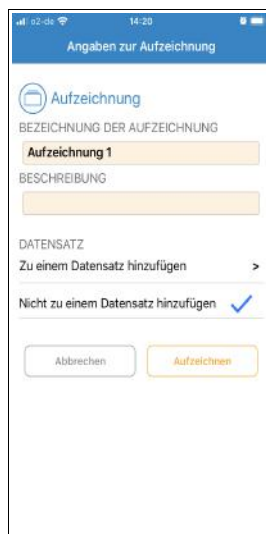 o2-de 14:20
Angaben zur Aufzeichnung
Aufzeichnung
BEZEICHNUNG DER AUFZEICHNUNG
Aufzeichnung 1
BESCHREIBUNG
DATENSATZ
Zu einem Datensatz hinzufügen >
Nicht zu einem Datensatz hinzufügen
Abbrechen Aufzeichnen